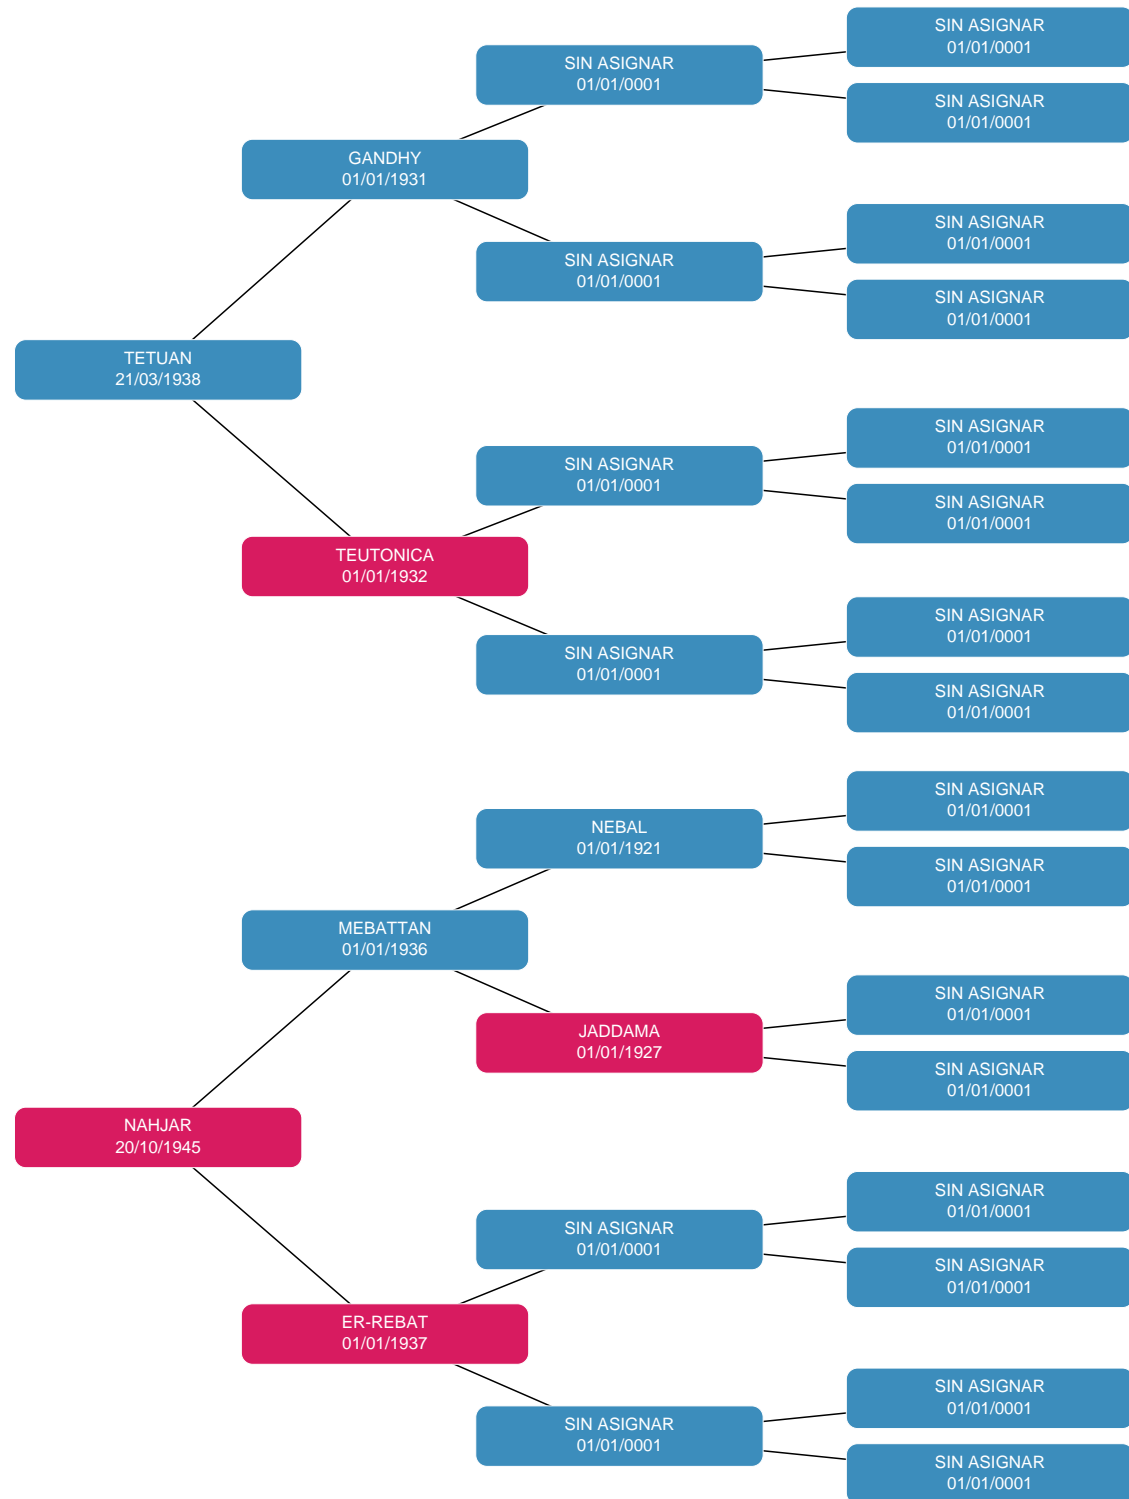 SIN ASIGNAR
01/01/0001
SIN ASIGNAR
01/01/0001
SIN ASIGNAR
01/01/0001
GANDHY
01/01/1931
SIN ASIGNAR
01/01/0001
SIN ASIGNAR
01/01/0001
SIN ASIGNAR
01/01/0001
TETUAN
21/03/1938
SIN ASIGNAR
01/01/0001
SIN ASIGNAR
01/01/0001
SIN ASIGNAR
01/01/0001
TEUTONICA
01/01/1932
SIN ASIGNAR
01/01/0001
SIN ASIGNAR
01/01/0001
SIN ASIGNAR
01/01/0001
SIN ASIGNAR
01/01/0001
NEBAL
01/01/1921
SIN ASIGNAR
01/01/0001
MEBATTAN
01/01/1936
SIN ASIGNAR
01/01/0001
JADDAMA
01/01/1927
SIN ASIGNAR
01/01/0001
NAHJAR
20/10/1945
SIN ASIGNAR
01/01/0001
SIN ASIGNAR
01/01/0001
SIN ASIGNAR
01/01/0001
ER-REBAT
01/01/1937
SIN ASIGNAR
01/01/0001
SIN ASIGNAR
01/01/0001
SIN ASIGNAR
01/01/0001